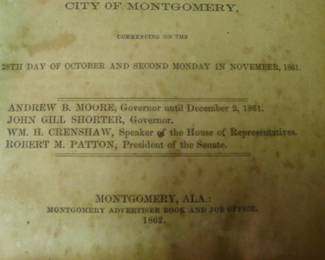 CITY OF MONTGOMERY,
COMMENCING ON THE
28TH DAY OF OCTOBER AND SECOND MONDAY IN NOVEMBER, 1861.
ANDREW B. MOORE, Governor until December 2, 1861.
JOHN GILL SHORTER, Governor.
WM. H. CRENSHAW, Speaker of the House of Representatives.
ROBERT M. PATTON, President of the Senate.
MONTGOMERY, ALA.:
MONTGOMERY ADVERTISER BOOK AND JOB OFFICE.
1862.